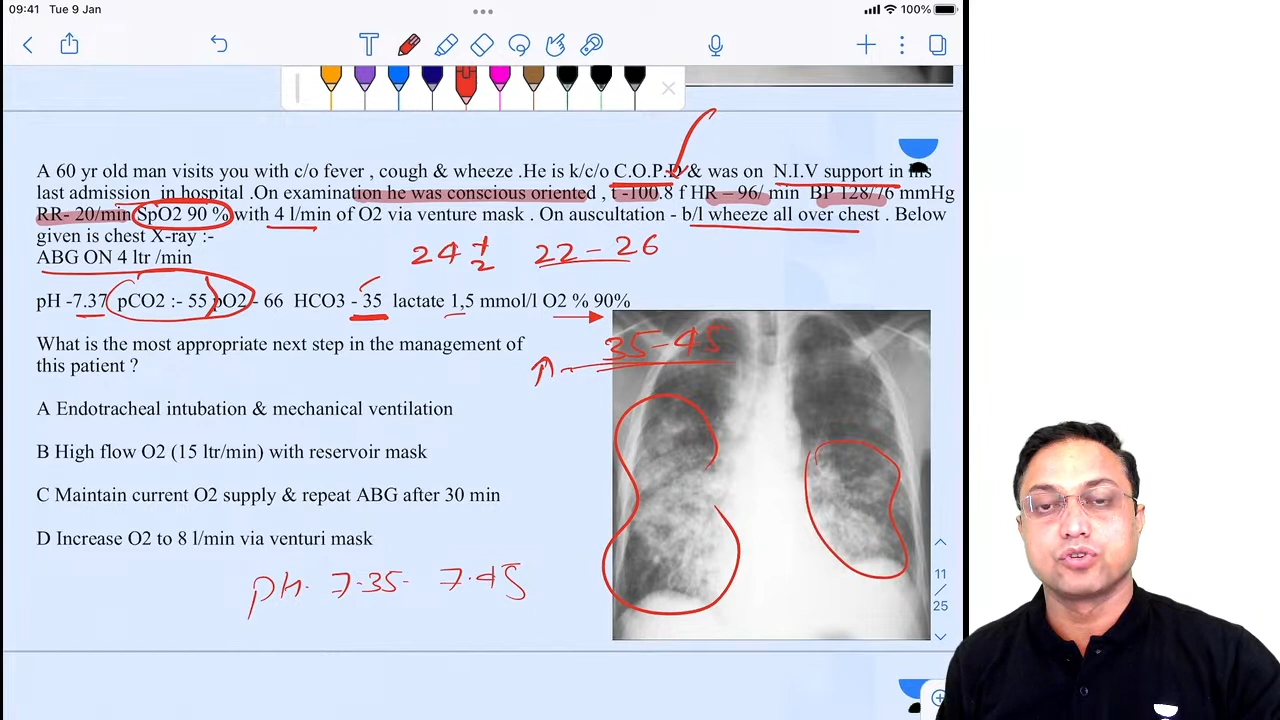 09:41 Tue 9 Jan
100%
T
A 60 yr old man visits you with c/o fever , cough & wheeze .He is k/c/o C.O.P.D & was on N.I.V support in his
last admission in hospital .On examination he was conscious oriented , t -100.8 f HR – 96/ min BP 128/76 mmHg
RR- 20/min SpO2 90 % with 4 l/min of O2 via venture mask . On auscultation - b/l wheeze all over chest . Below
given is chest X-ray :-
ABG ON 4 ltr /min
24 ± 2 22 - 26
pH -7.37 pCO2 :- 55 pO2 - 66 HCO3 - 35 lactate 1,5 mmol/l O2 % 90%
35-45
What is the most appropriate next step in the management of
this patient ?
A Endotracheal intubation & mechanical ventilation
B High flow O2 (15 ltr/min) with reservoir mask
C Maintain current O2 supply & repeat ABG after 30 min
D Increase O2 to 8 l/min via venturi mask
pH. 7.35- 7.45
11
/
25